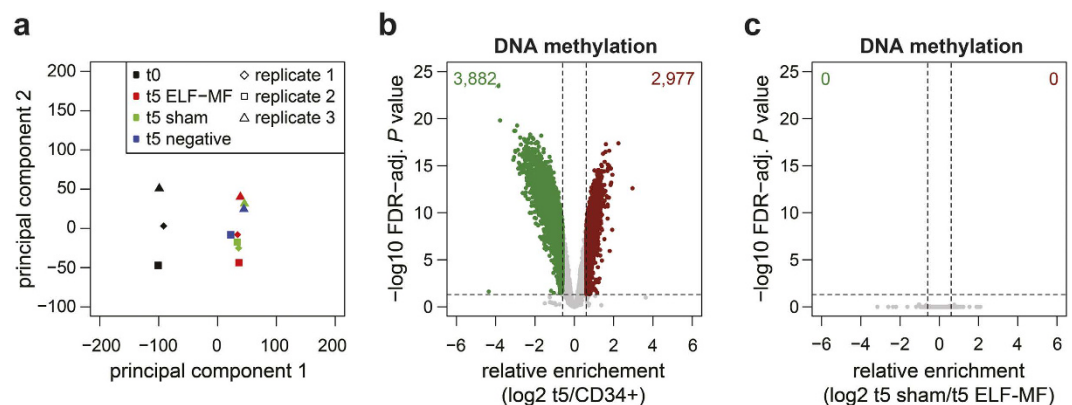 a
200
150
100
50
0
−50
−100
principal component 2
−200 −100 0 100 200
principal component 1
t0
t5 ELF−MF
t5 sham
t5 negative
replicate 1
replicate 2
replicate 3
b
DNA methylation
3,882 2,977
25
20
15
10
5
0
−log10 FDR−adj. P value
−6 −4 −2 0 2 4 6
relative enrichement
(log2 t5/CD34+)
c
DNA methylation
0 0
25
20
15
10
5
0
−log10 FDR−adj. P value
−6 −4 −2 0 2 4 6
relative enrichment
(log2 t5 sham/t5 ELF-MF)